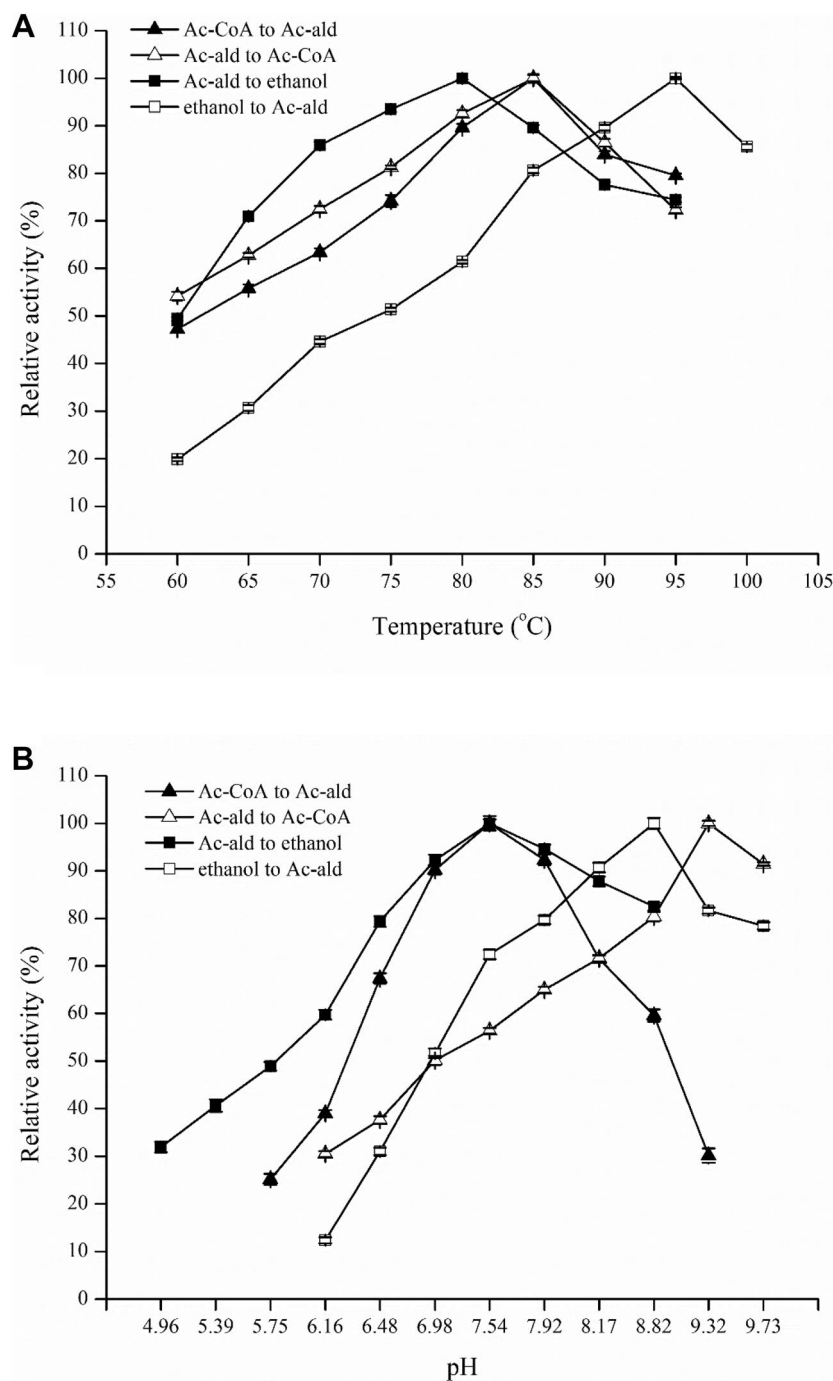 A
Ac-CoA to Ac-ald
Ac-ald to Ac-CoA
Ac-ald to ethanol
ethanol to Ac-ald
110
100
90
80
70
60
50
40
30
20
10
0
Relative activity (%)
55 60 65 70 75 80 85 90 95 100 105
Temperature (°C)
B
Ac-CoA to Ac-ald
Ac-ald to Ac-CoA
Ac-ald to ethanol
ethanol to Ac-ald
110
100
90
80
70
60
50
40
30
20
10
0
Relative activity (%)
4.96 5.39 5.75 6.16 6.48 6.98 7.54 7.92 8.17 8.82 9.32 9.73
pH